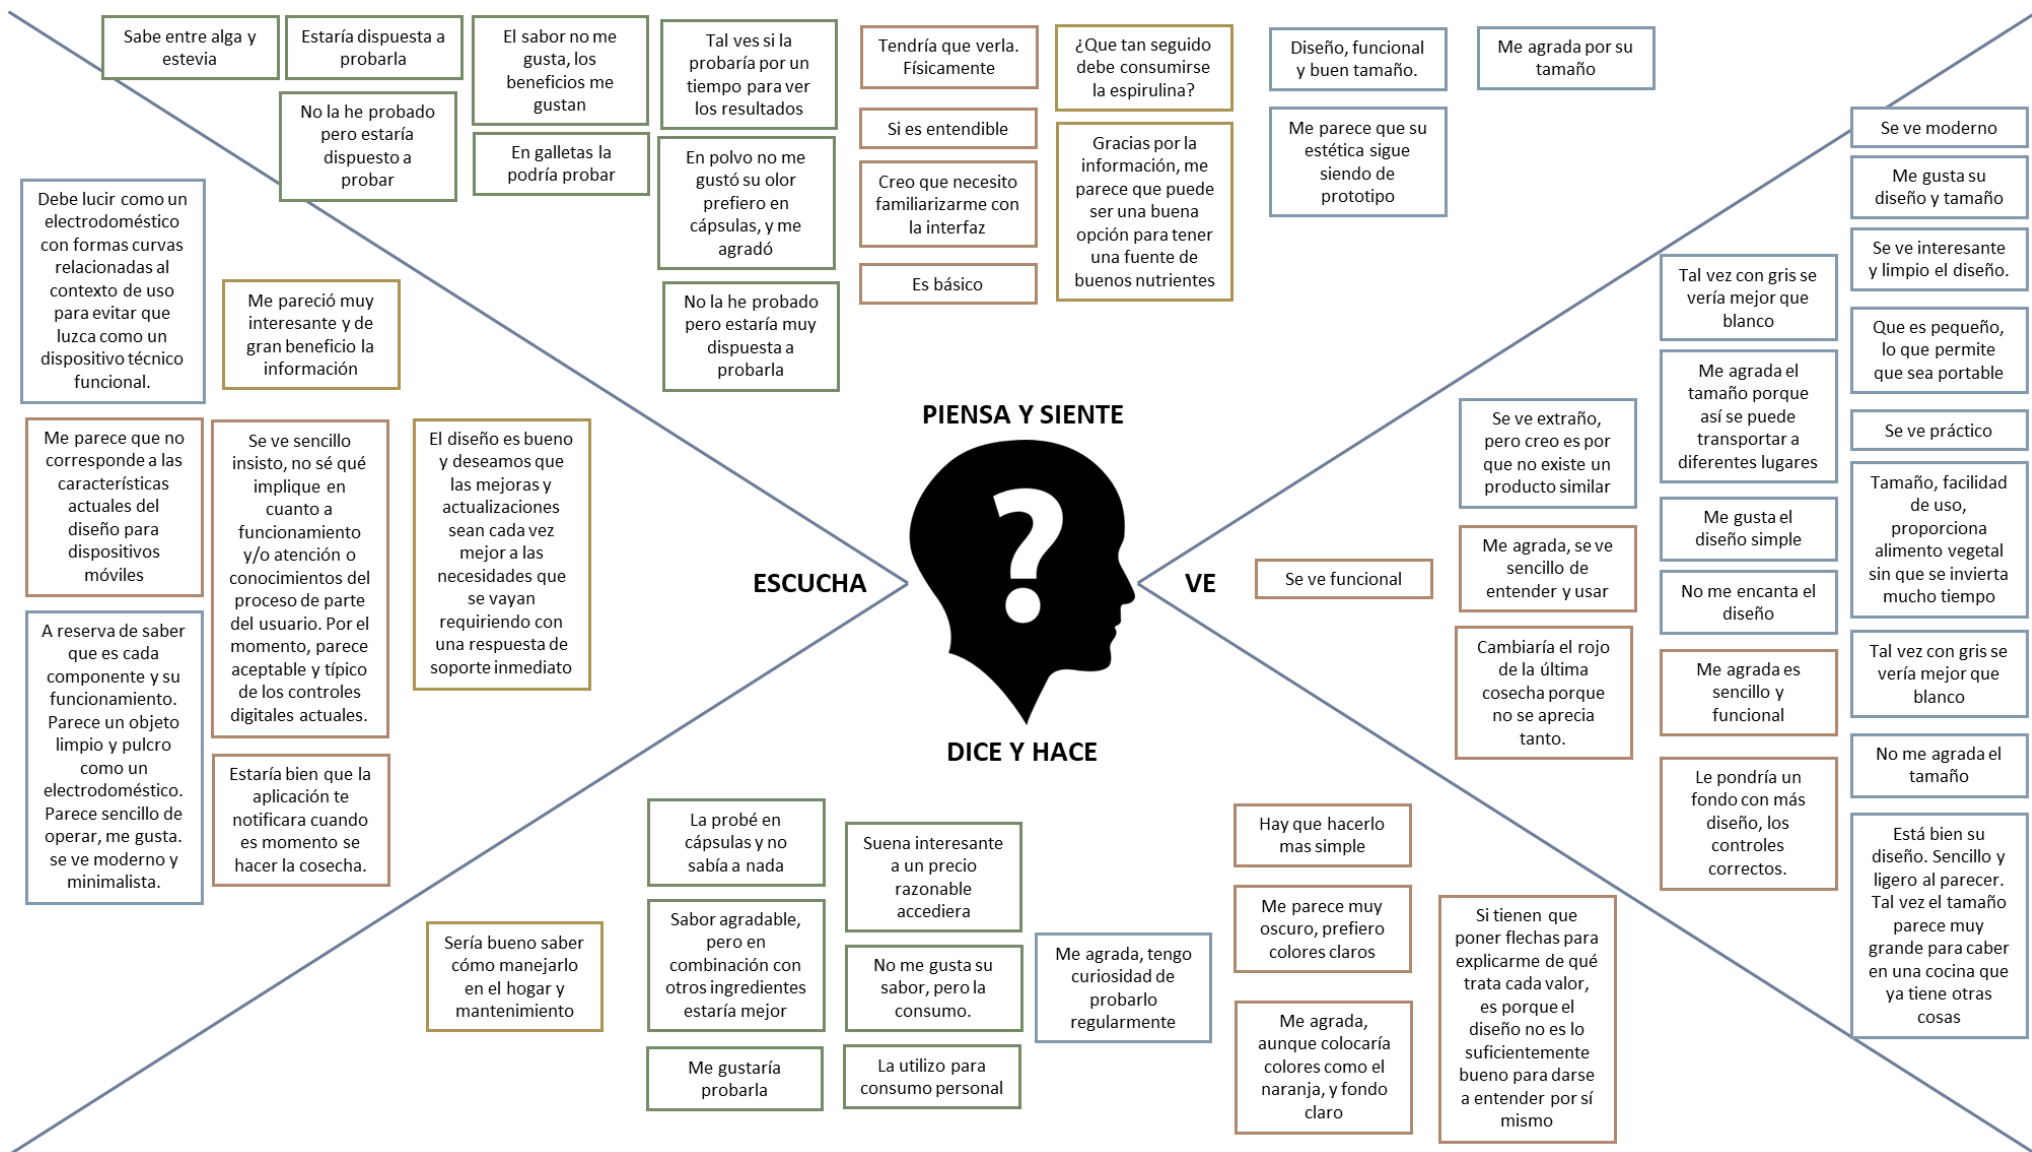 Sabe entre alga y
estevia
Estaría dispuesta a
probarla
El sabor no me
gusta, los
beneficios me
gustan
Tal ves si la
probaría por un
tiempo para ver
los resultados
Tendría que verla.
Físicamente
¿Que tan seguido
debe consumirse
la espirulina?
Diseño, funcional
y buen tamaño.
Me agrada por su
tamaño
No la he probado
pero estaría
dispuesto a
probar
En galletas la
podría probar
En polvo no me
gustó su olor
prefiero en
cápsulas, y me
agradó
No la he probado
pero estaría muy
dispuesta a
probarla
Si es entendible
Creo que necesito
familiarizarme con
la interfaz
Es básico
Gracias por la
información, me
parece que puede
ser una buena
opción para tener
una fuente de
buenos nutrientes
Me parece que su
estética sigue
siendo de
prototipo
PIENSA Y SIENTE
Debe lucir como un
electrodoméstico
con formas curvas
relacionadas al
contexto de uso
para evitar que
luzca como un
dispositivo técnico
funcional.
Me pareció muy
interesante y de
gran beneficio la
información
Me parece que no
corresponde a las
características
actuales del
diseño para
dispositivos
móviles
Se ve sencillo
insisto, no sé qué
implique en
cuanto a
funcionamiento
y/o atención o
conocimientos del
proceso de parte
del usuario. Por el
momento, parece
aceptable y típico
de los controles
digitales actuales.
El diseño es bueno
y deseamos que
las mejoras y
actualizaciones
sean cada vez
mejor a las
necesidades que
se vayan
requiriendo con
una respuesta de
soporte inmediato
A reserva de saber
que es cada
componente y su
funcionamiento.
Parece un objeto
limpio y pulcro
como un
electrodoméstico.
Parece sencillo de
operar, me gusta.
se ve moderno y
minimalista.
Estaría bien que la
aplicación te
notificara cuando
es momento se
hacer la cosecha.
ESCUCHA
?
VE
Se ve funcional
Se ve extraño,
pero creo es por
que no existe un
producto similar
Me agrada, se ve
sencillo de
entender y usar
Cambiaría el rojo
de la última
cosecha porque
no se aprecia
tanto.
Tal vez con gris se
vería mejor que
blanco
Me agrada el
tamaño porque
así se puede
transportar a
diferentes lugares
Me gusta el
diseño simple
No me encanta el
diseño
Me agrada es
sencillo y
funcional
Le pondría un
fondo con más
diseño, los
controles
correctos.
Se ve moderno
Me gusta su
diseño y tamaño
Se ve interesante
y limpio el diseño.
Que es pequeño,
lo que permite
que sea portable
Se ve práctico
Tamaño, facilidad
de uso,
proporciona
alimento vegetal
sin que se invierta
mucho tiempo
Tal vez con gris se
vería mejor que
blanco
No me agrada el
tamaño
Está bien su
diseño. Sencillo y
ligero al parecer.
Tal vez el tamaño
parece muy
grande para caber
en una cocina que
ya tiene otras
cosas
DICE Y HACE
Sería bueno saber
cómo manejarlo
en el hogar y
mantenimiento
La probé en
cápsulas y no
sabía a nada
Sabor agradable,
pero en
combinación con
otros ingredientes
estaría mejor
Me gustaría
probarla
Suena interesante
a un precio
razonable
accediera
No me gusta su
sabor, pero la
consumo.
La utilizo para
consumo personal
Me agrada, tengo
curiosidad de
probarlo
regularmente
Hay que hacerlo
mas simple
Me parece muy
oscuro, prefiero
colores claros
Me agrada,
aunque colocaría
colores como el
naranja, y fondo
claro
Si tienen que
poner flechas para
explicarme de qué
trata cada valor,
es porque el
diseño no es lo
suficientemente
bueno para darse
a entender por sí
mismo